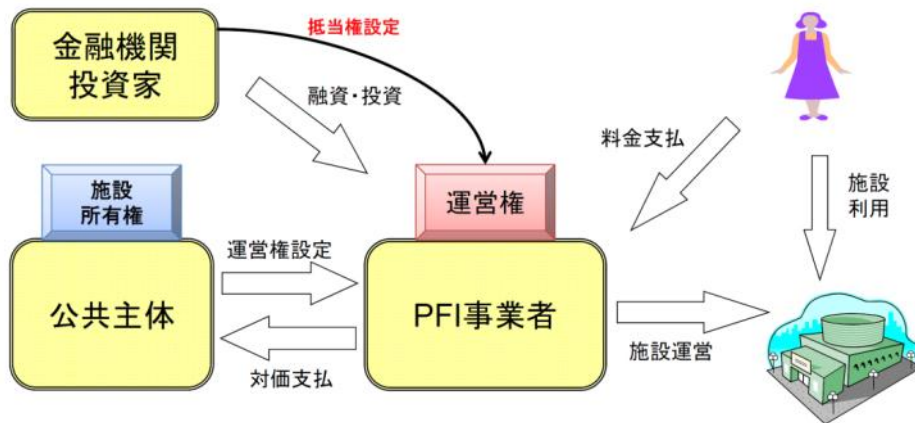 抵当権設定
金融機関
投資家
融資・投資
料金支払
施設
所有権
運営権
施設
利用
運営権設定
公共主体
PFI事業者
対価支払
施設運営